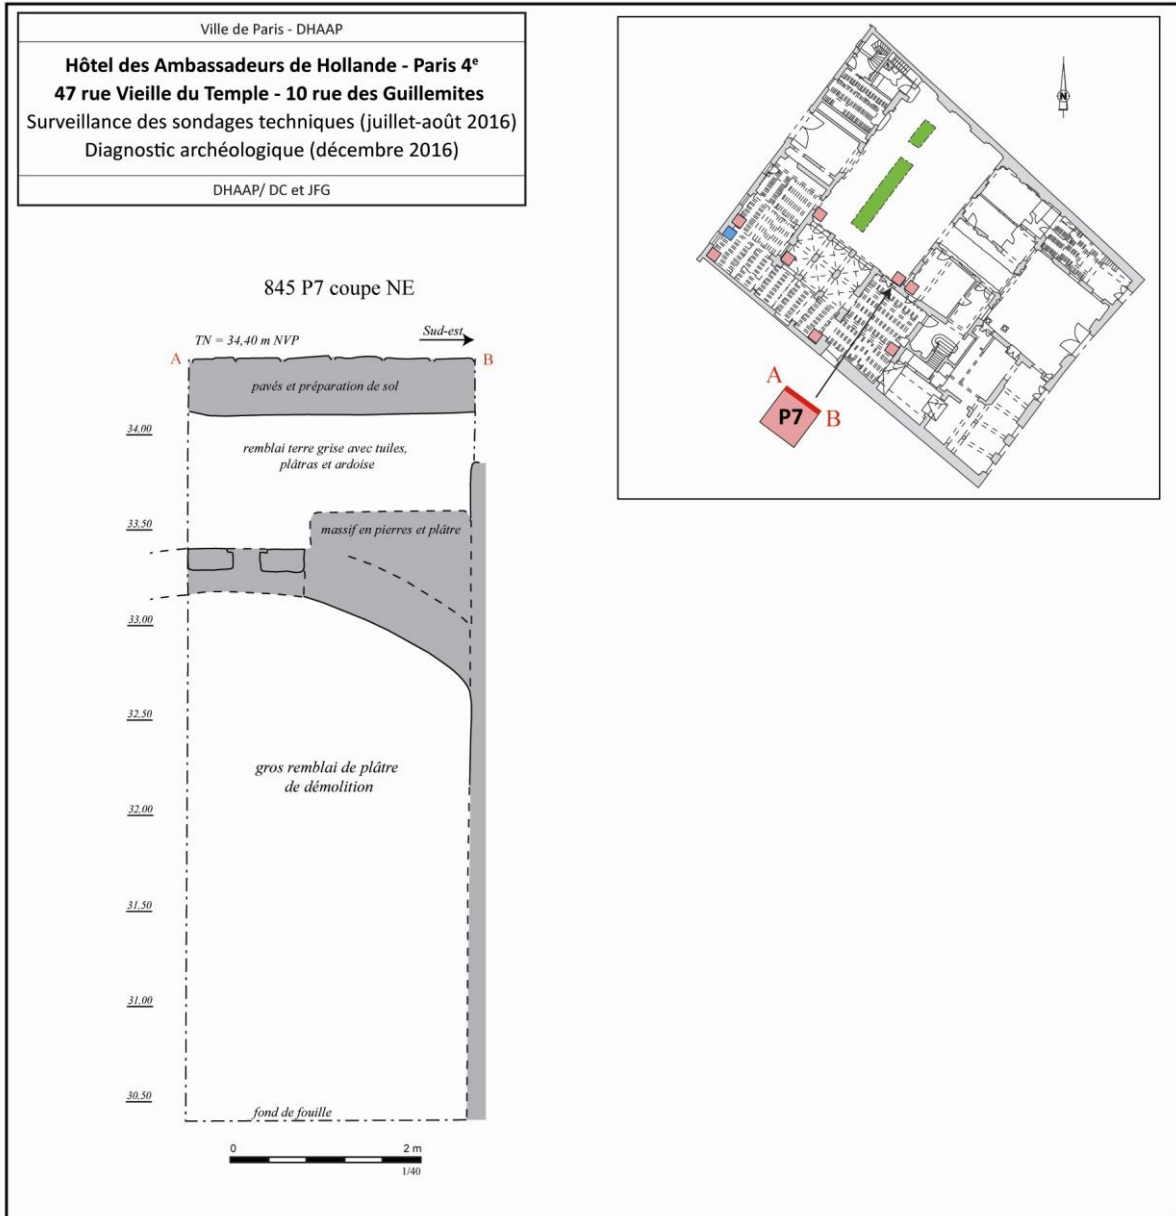 Ville de Paris - DHAAP
Hôtel des Ambassadeurs de Hollande - Paris 4e
47 rue Vieille du Temple - 10 rue des Guillemites
Surveillance des sondages techniques (juillet-août 2016)
Diagnostic archéologique (décembre 2016)
DHAAP/ DC et JFG
N
A
B
P7
845 P7 coupe NE
TN = 34,40 m NVP
Sud-est
A
B
pavés et préparation de sol
34,00
remblai terre grise avec tuiles,
plâtras et ardoise
33,50
massif en pierres et plâtre
33,00
32,50
gros remblai de plâtre
de démolition
32,00
31,50
31,00
30,50
fond de fouille
0
2 m
1/40